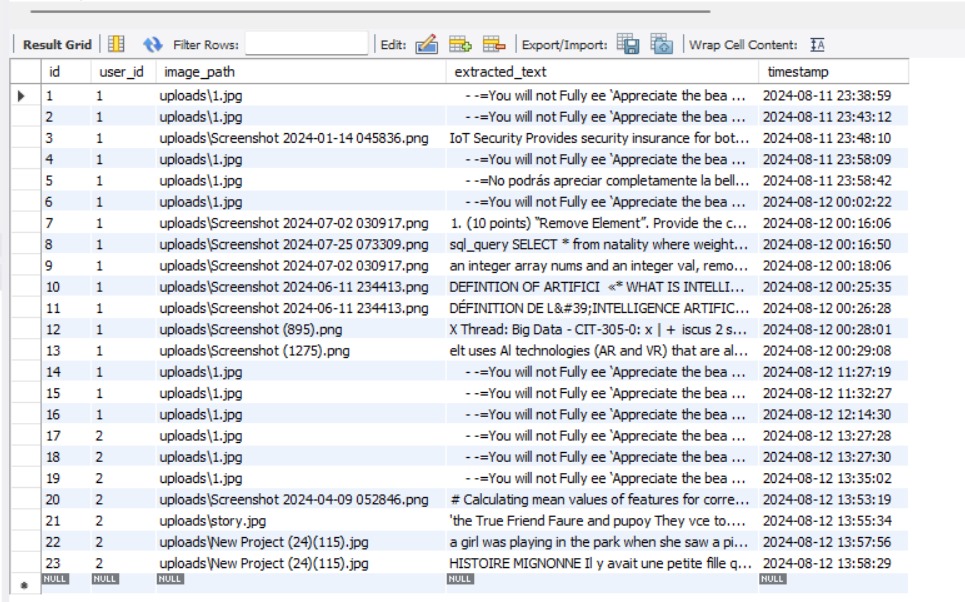 Result Grid Filter Rows: Edit: Export/Import: Wrap Cell Content: IA
id user_id image_path extracted_text timestamp
1 1 uploads\1.jpg - -=You will not Fully ee ‘Appreciate the bea ... 2024-08-11 23:38:59
2 1 uploads\1.jpg - -=You will not Fully ee ‘Appreciate the bea ... 2024-08-11 23:43:12
3 1 uploads\Screenshot 2024-01-14 045836.png IoT Security Provides security insurance for bot... 2024-08-11 23:48:10
4 1 uploads\1.jpg - -=You will not Fully ee ‘Appreciate the bea ... 2024-08-11 23:58:09
5 1 uploads\1.jpg - -=No podrás apreciar completamente la bell... 2024-08-11 23:58:42
6 1 uploads\1.jpg - -=You will not Fully ee ‘Appreciate the bea ... 2024-08-12 00:02:22
7 1 uploads\Screenshot 2024-07-02 030917.png 1. (10 points) “Remove Element”. Provide the c... 2024-08-12 00:16:06
8 1 uploads\Screenshot 2024-07-25 073309.png sql_query SELECT * from natality where weight... 2024-08-12 00:16:50
9 1 uploads\Screenshot 2024-07-02 030917.png an integer array nums and an integer val, remo... 2024-08-12 00:18:06
10 1 uploads\Screenshot 2024-06-11 234413.png DEFINTION OF ARTIFICI «* WHAT IS INTELLI... 2024-08-12 00:25:35
11 1 uploads\Screenshot 2024-06-11 234413.png DÉFINITION DE L&#39;INTELLIGENCE ARTIFIC... 2024-08-12 00:26:28
12 1 uploads\Screenshot (895).png X Thread: Big Data - CIT-305-0: x | + iscus 2 s... 2024-08-12 00:28:01
13 1 uploads\Screenshot (1275).png elt uses Al technologies (AR and VR) that are al... 2024-08-12 00:29:08
14 1 uploads\1.jpg - -=You will not Fully ee ‘Appreciate the bea ... 2024-08-12 11:27:19
15 1 uploads\1.jpg - -=You will not Fully ee ‘Appreciate the bea ... 2024-08-12 11:32:27
16 1 uploads\1.jpg - -=You will not Fully ee ‘Appreciate the bea ... 2024-08-12 12:14:30
17 2 uploads\1.jpg - -=You will not Fully ee ‘Appreciate the bea ... 2024-08-12 13:27:28
18 2 uploads\1.jpg - -=You will not Fully ee ‘Appreciate the bea ... 2024-08-12 13:27:30
19 2 uploads\1.jpg - -=You will not Fully ee ‘Appreciate the bea ... 2024-08-12 13:35:02
20 2 uploads\Screenshot 2024-04-09 052846.png # Calculating mean values of features for corre... 2024-08-12 13:53:19
21 2 uploads\story.jpg 'the True Friend Faure and pupoy They vce to.... 2024-08-12 13:55:34
22 2 uploads\New Project (24)(115).jpg a girl was playing in the park when she saw a pi... 2024-08-12 13:57:56
23 2 uploads\New Project (24)(115).jpg HISTOIRE MIGNONNE Il y avait une petite fille q... 2024-08-12 13:58:29
NULL NULL NULL NULL NULL